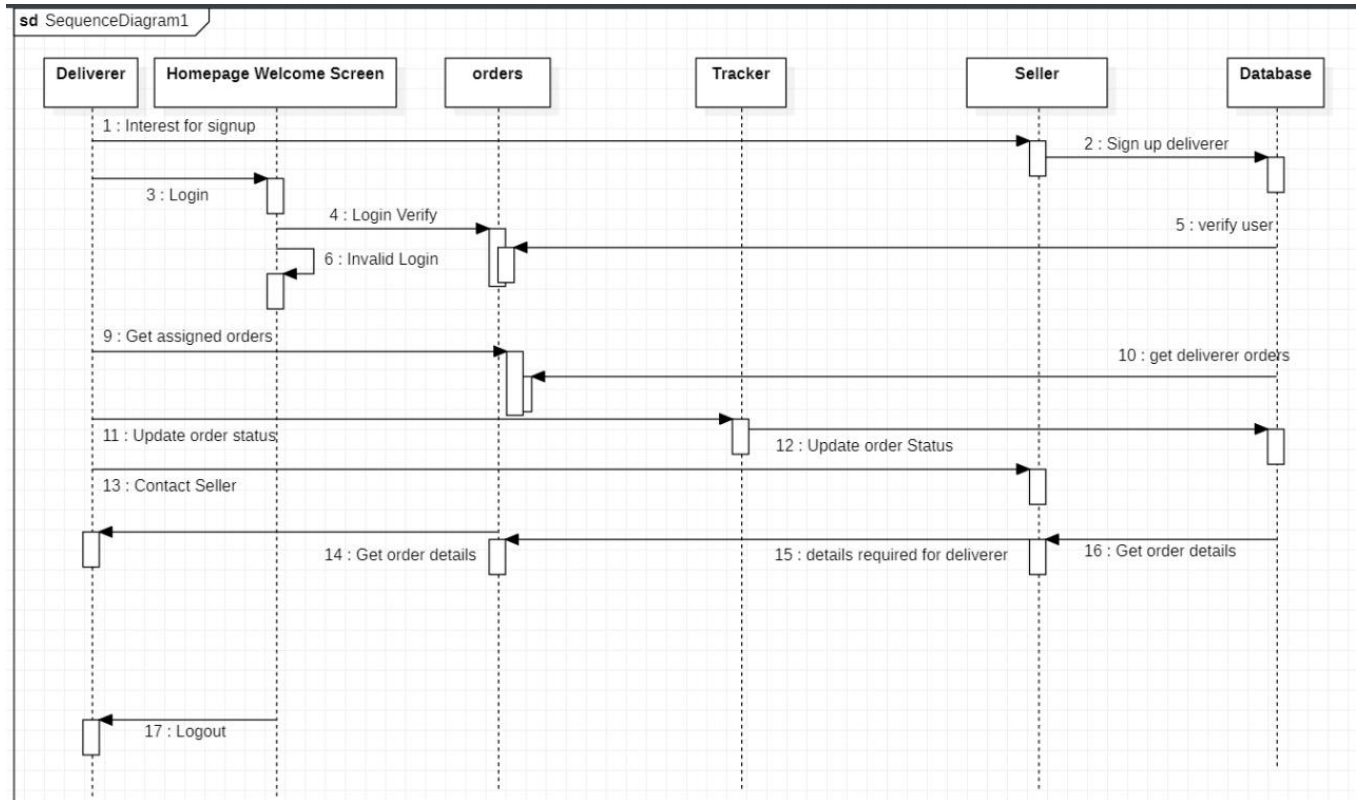 sd SequenceDiagram1
Deliverer
Homepage Welcome Screen
orders
Tracker
Seller
Database
1 : Interest for signup
2 : Sign up deliverer
3 : Login
4 : Login Verify
5 : verify user
6 : Invalid Login
9 : Get assigned orders
10 : get deliverer orders
11 : Update order status
12 : Update order Status
13 : Contact Seller
14 : Get order details
15 : details required for deliverer
16 : Get order details
17 : Logout